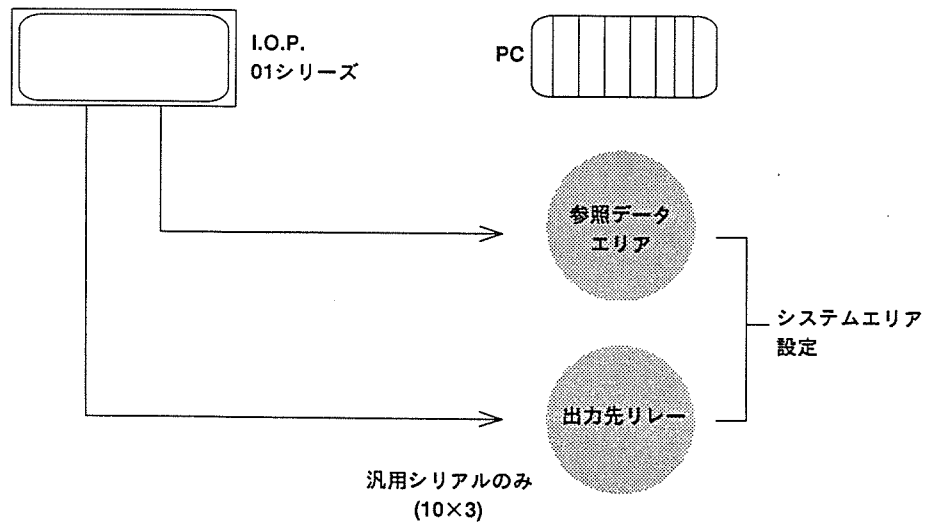 I.O.P.
01シリーズ
PC
参照データ
エリア
システムエリア
設定
出力先リレー
汎用シリアルのみ
(10×3)